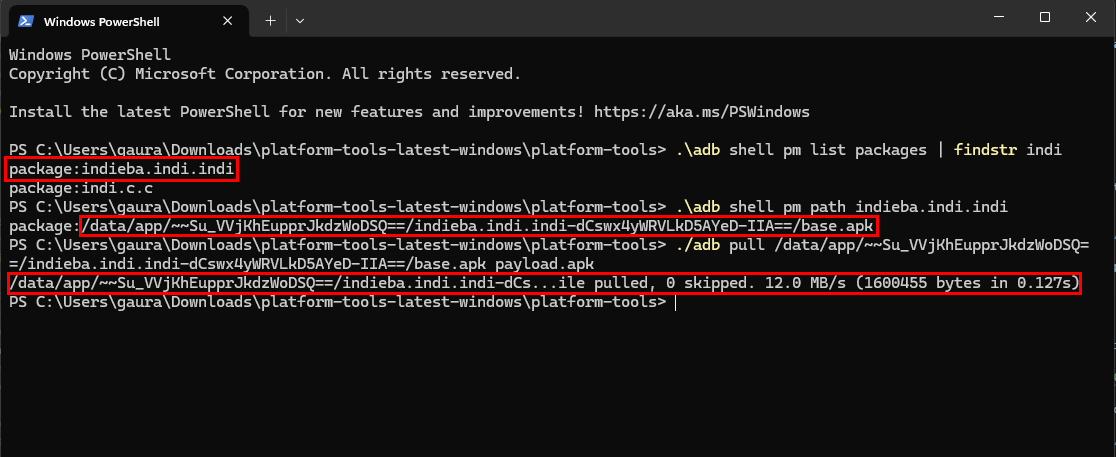 Windows PowerShell
Windows PowerShell
Copyright (C) Microsoft Corporation. All rights reserved.
Install the latest PowerShell for new features and improvements! https://aka.ms/PSWindows
PS C:\Users\gaura\Downloads\platform-tools-latest-windows\platform-tools> .\adb shell pm list packages | findstr indi
package:indieba.indi.indi
package:indi.c.c
PS C:\Users\gaura\Downloads\platform-tools-latest-windows\platform-tools> .\adb shell pm path indieba.indi.indi
package:/data/app/~~Su_VVjKhEupprJkdzWoDSQ==/indieba.indi.indi-dCswx4yWRVLkD5AYeD-IIA==/base.apk
PS C:\Users\gaura\Downloads\platform-tools-latest-windows\platform-tools> ./adb pull /data/app/~~Su_VVjKhEupprJkdzWoDSQ=
=/indieba.indi.indi-dCswx4yWRVLkD5AYeD-IIA==/base.apk payload.apk
/data/app/~~Su_VVjKhEupprJkdzWoDSQ==/indieba.indi.indi-dCs...ile pulled, 0 skipped. 12.0 MB/s (1600455 bytes in 0.127s)
PS C:\Users\gaura\Downloads\platform-tools-latest-windows\platform-tools>